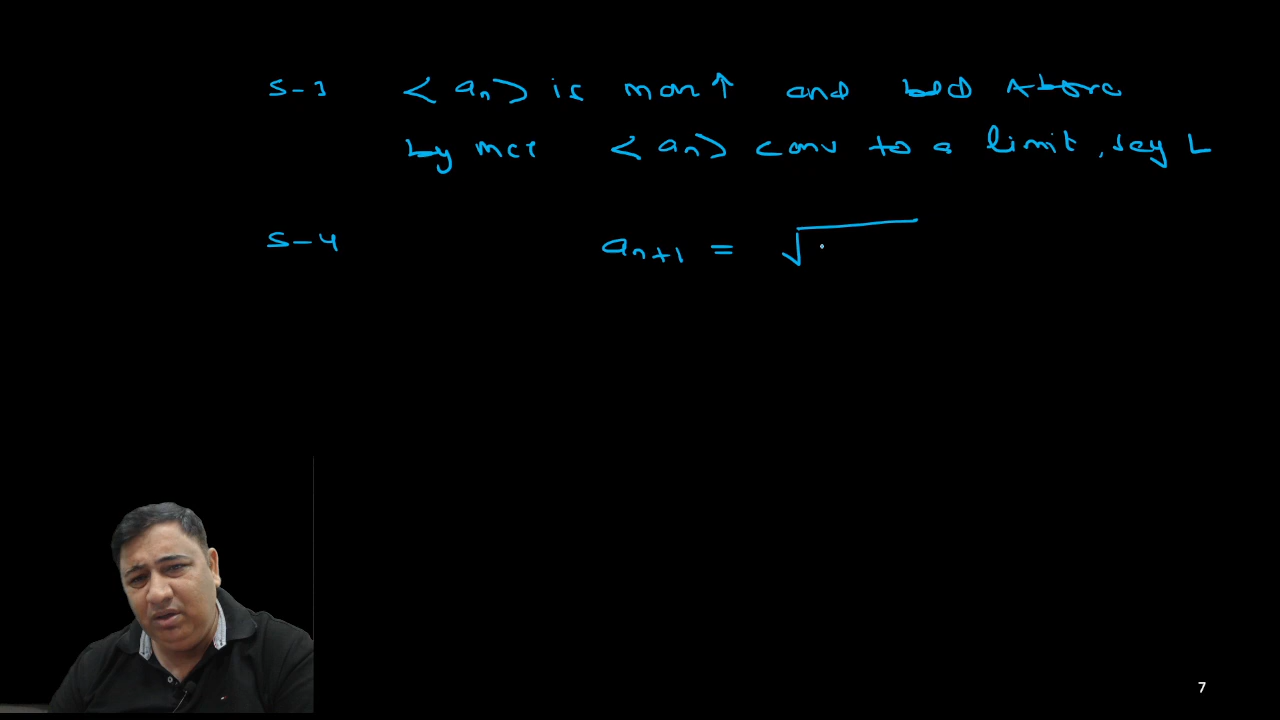 S-3 <an> is mon ↑ and bdd Above
by mct <an> conv to a limit, say L
S-4 an+1 = √
7